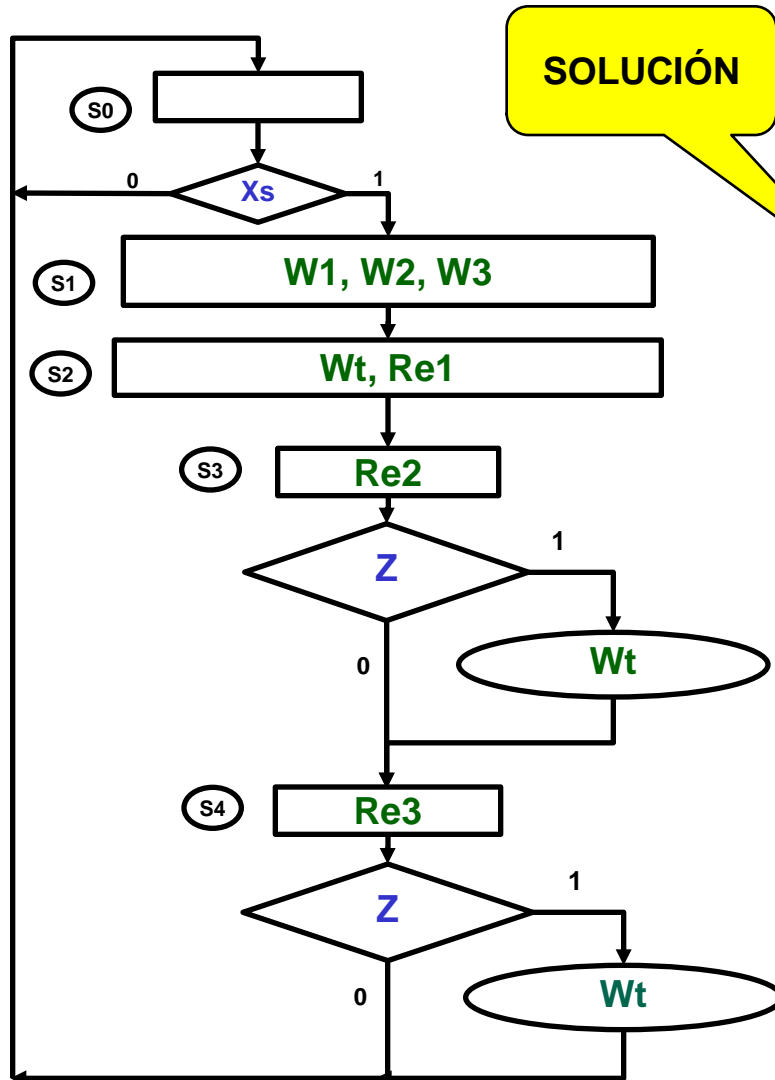 SOLUCIÓN
S0
0
Xs
1
S1
W1, W2, W3
S2
Wt, Re1
S3
Re2
1
Z
0
Wt
S4
Re3
1
Z
0
Wt